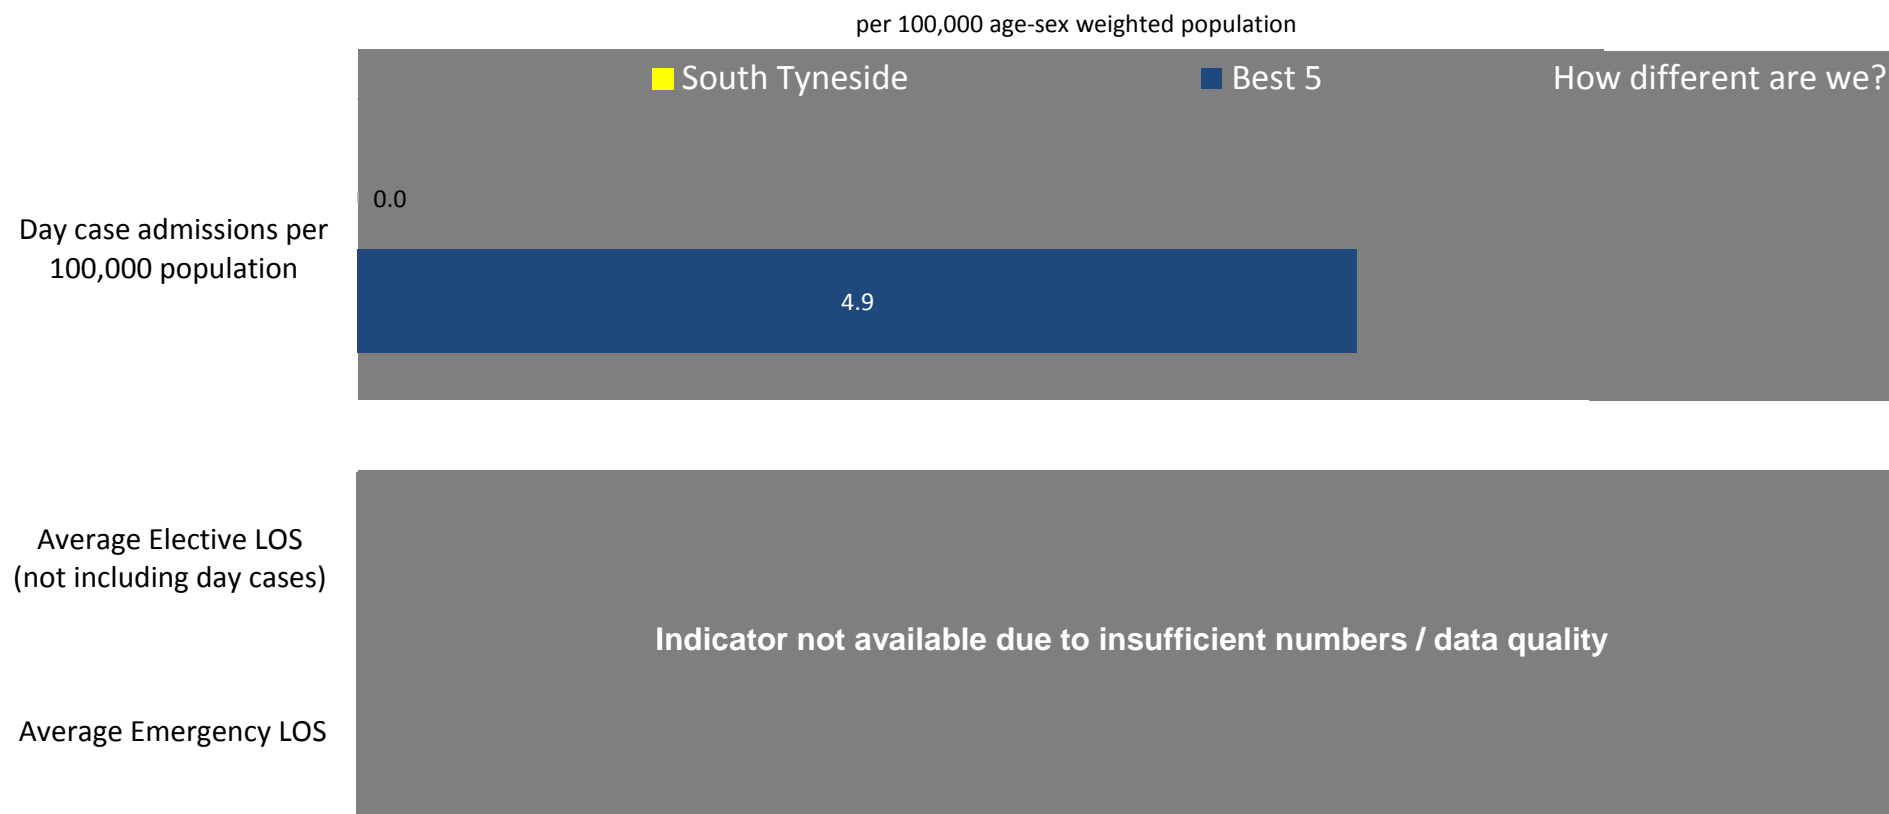 per 100,000 age-sex weighted population
South Tyneside Best 5 How different are we?
0.0
Day case admissions per
100,000 population
4.9
Average Elective LOS
(not including day cases)
Indicator not available due to insufficient numbers / data quality
Average Emergency LOS